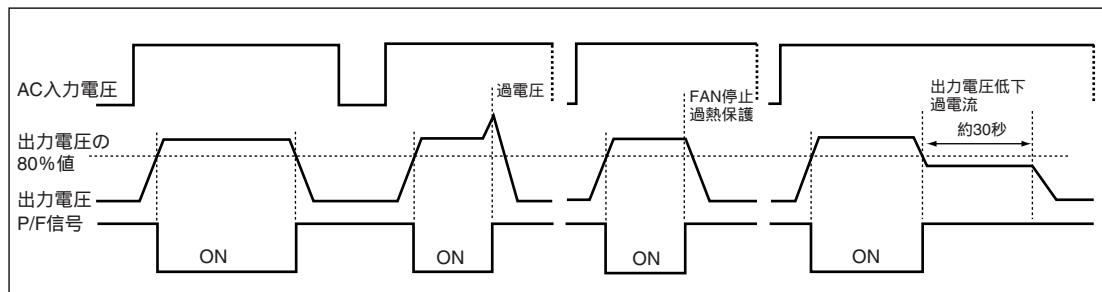 AC入力電圧
過電圧
FAN停止
過熱保護
出力電圧低下
過電流
約30秒
出力電圧の
80%値
出力電圧
P/F信号
ON
ON
ON
ON